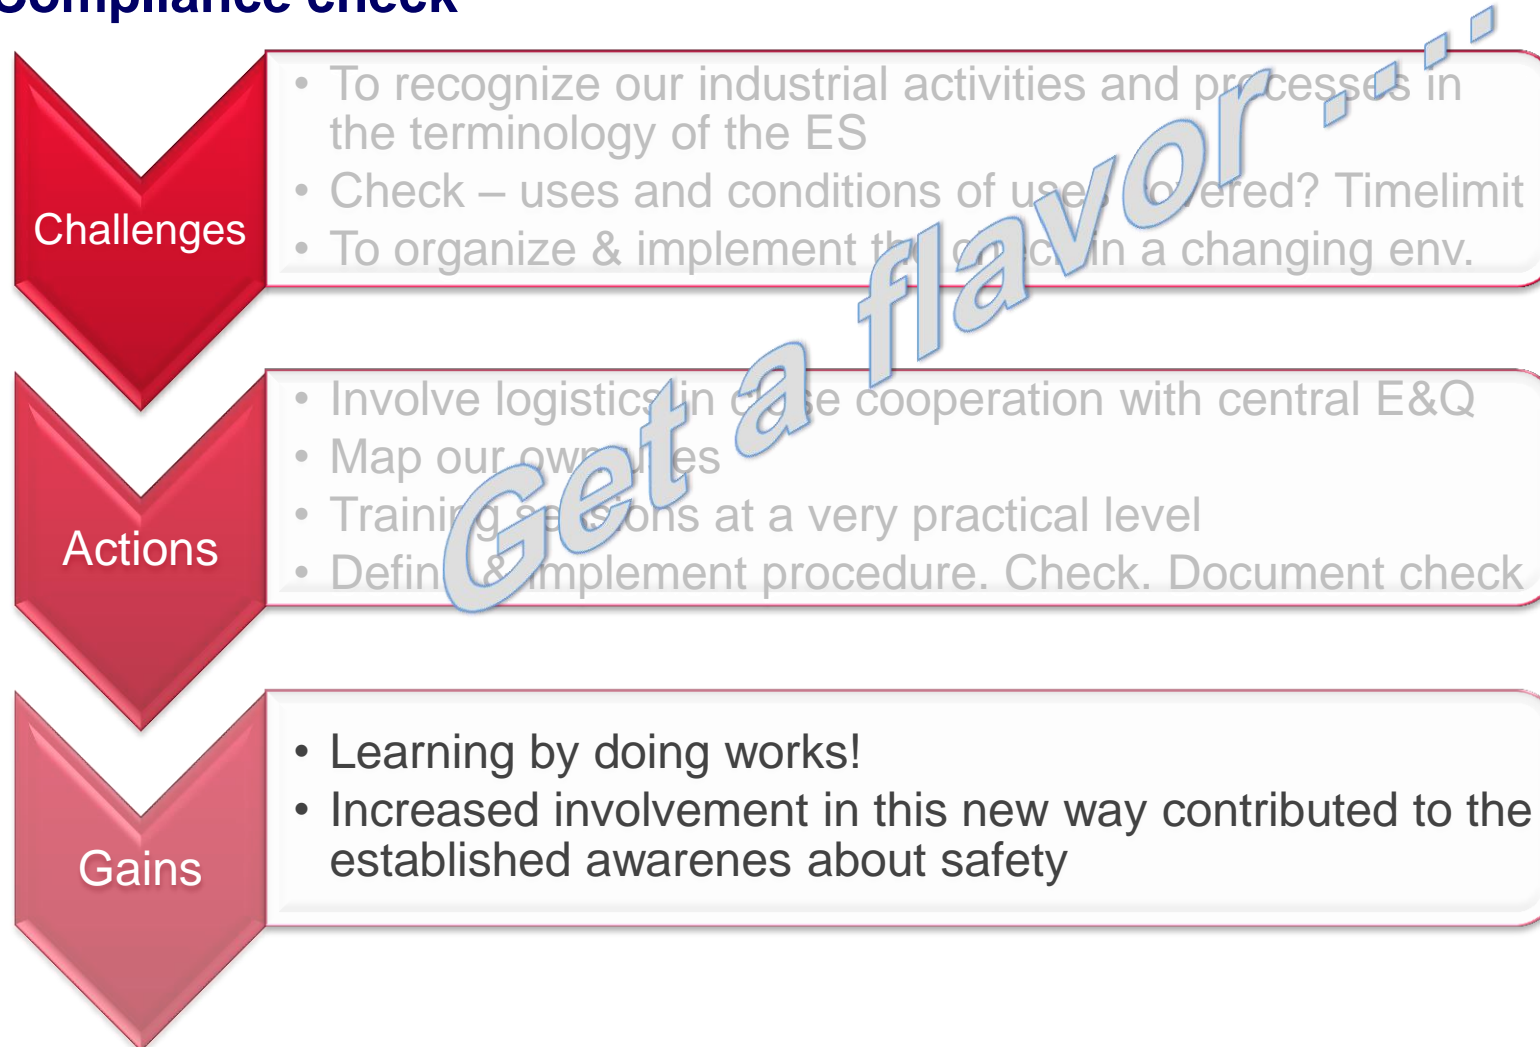 Compliance check
• To recognize our industrial activities and processes in
the terminology of the ES
• Check – uses and conditions of uses covered? Timelimit
• To organize & implement the check in a changing env.
Challenges
• Involve logistics in close cooperation with central E&Q
• Map our own uses
• Training sessions at a very practical level
• Define & implement procedure. Check. Document check
Actions
• Learning by doing works!
• Increased involvement in this new way contributed to the
established awarenes about safety
Gains
Get a flavor ....